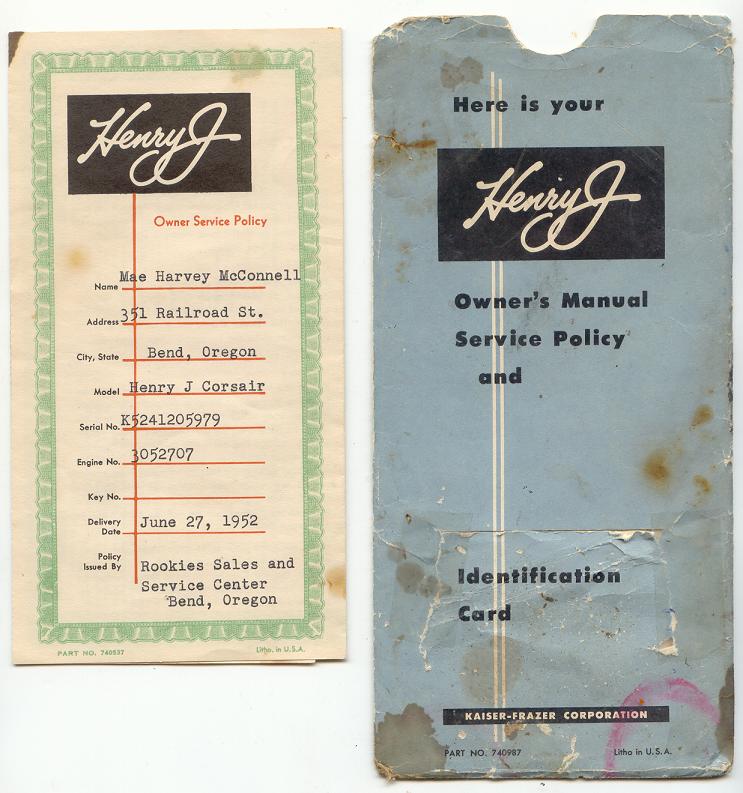 Henry J
Owner Service Policy
Name Mae Harvey McConnell
Address 351 Railroad St.
City, State Bend, Oregon
Model Henry J Corsair
Serial No. K5241205979
Engine No. 3052707
Key No.
Delivery
Date June 27, 1952
Policy
Issued By Rookies Sales and
Service Center
Bend, Oregon
PART NO. 740537 Litho. in U.S.A.
Here is your
Henry J
Owner's Manual
Service Policy
and
Identification
Card
KAISER-FRAZER CORPORATION
PART NO. 740987 Litho in U.S.A.